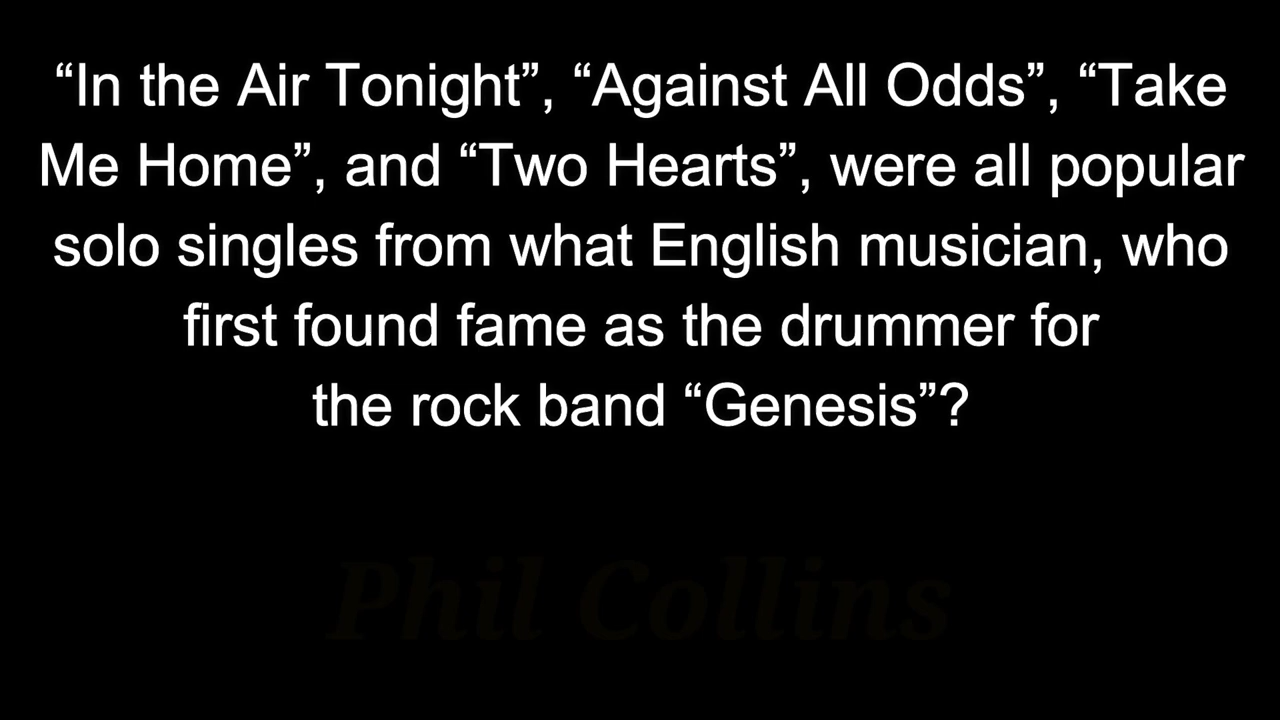 “In the Air Tonight”, “Against All Odds”, “Take
Me Home”, and “Two Hearts”, were all popular
solo singles from what English musician, who
first found fame as the drummer for
the rock band “Genesis”?
Phil Collins